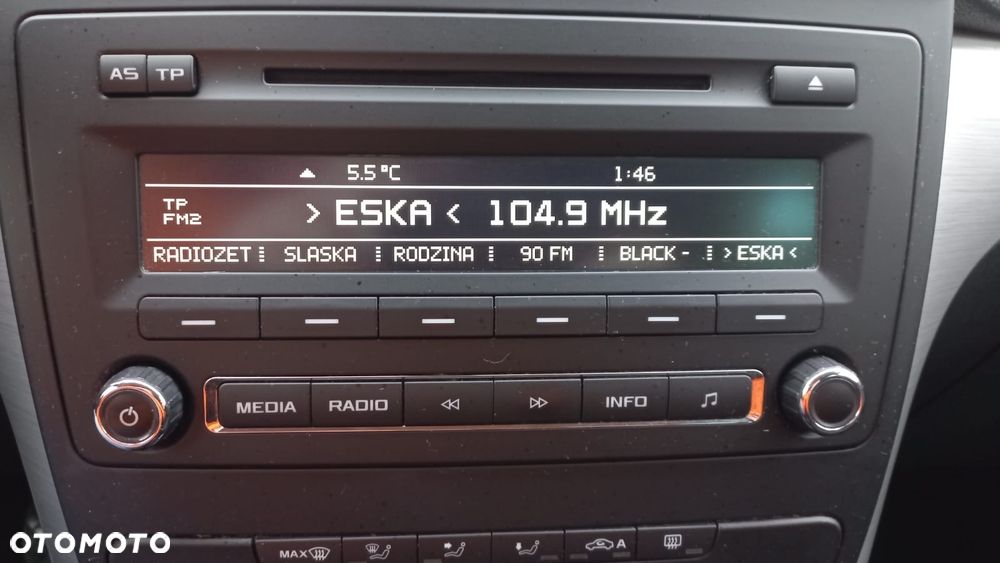 AS TP
5.5°C 1:46
TP
FM2
> ESKA < 104.9 MHz
RADIOZET SLASKA RODZINA 90 FM BLACK - > ESKA <
MEDIA RADIO INFO
MAX A
OTOMOTO